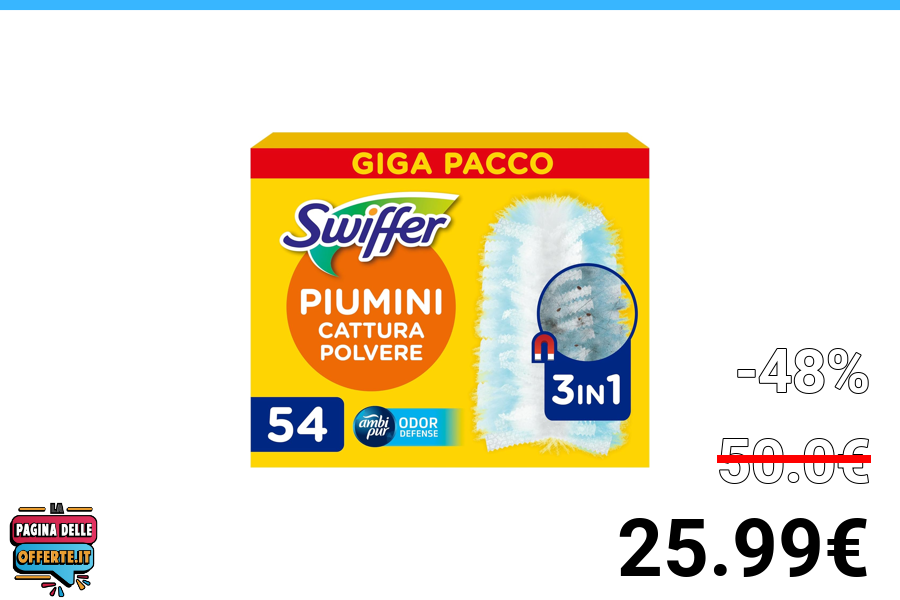 GIGA PACCO
Swiffer
PIUMINI
CATTURA
POLVERE
3IN1
54
ambi
pur
ODOR
DEFENSE
-48%
50.0€
25.99€
LA
PAGINA DELLE
OFFERTE.IT